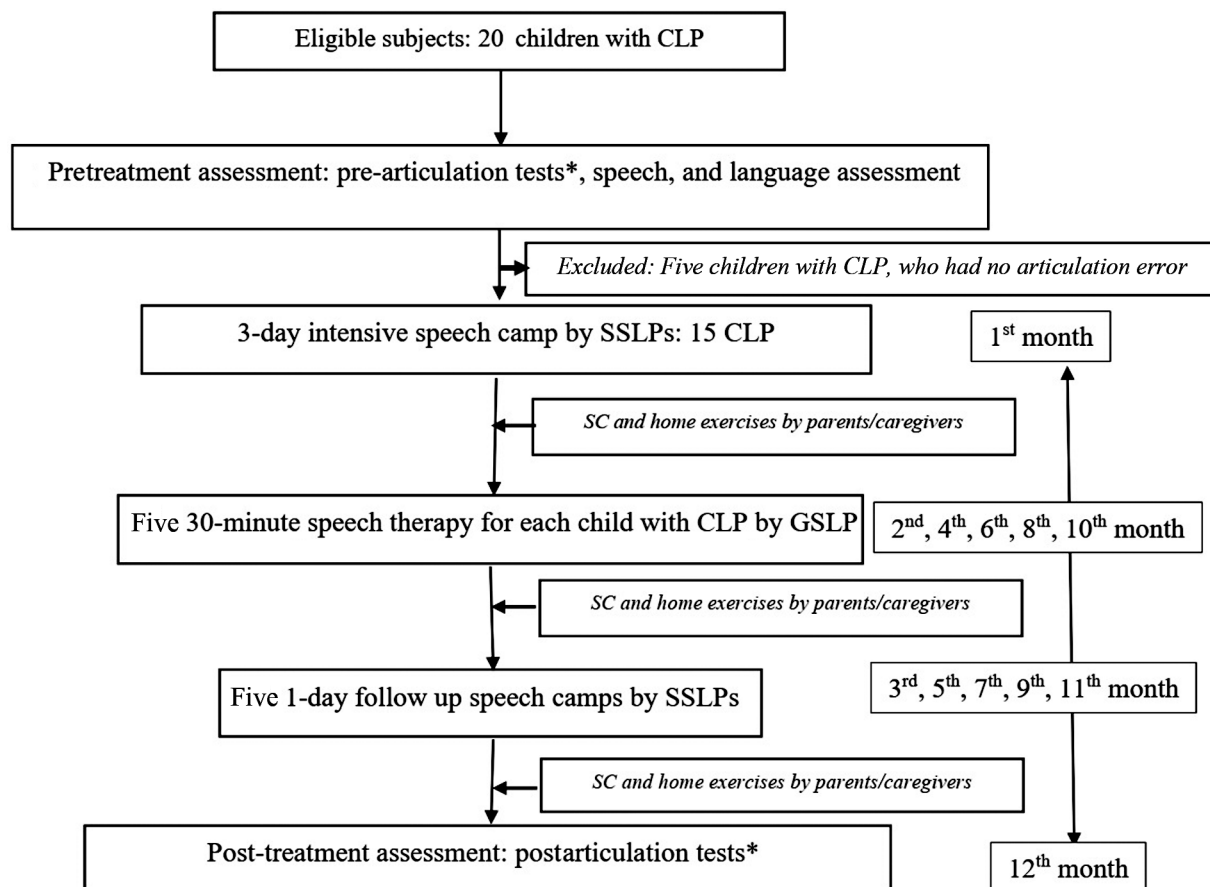 Eligible subjects: 20 children with CLP
Pretreatment assessment: pre-articulation tests*, speech, and language assessment
Excluded: Five children with CLP, who had no articulation error
3-day intensive speech camp by SSLPs: 15 CLP
1st month
SC and home exercises by parents/caregivers
Five 30-minute speech therapy for each child with CLP by GSLP
2nd, 4th, 6th, 8th, 10th month
SC and home exercises by parents/caregivers
Five 1-day follow up speech camps by SSLPs
3rd, 5th, 7th, 9th, 11th month
SC and home exercises by parents/caregivers
Post-treatment assessment: postarticulation tests*
12th month